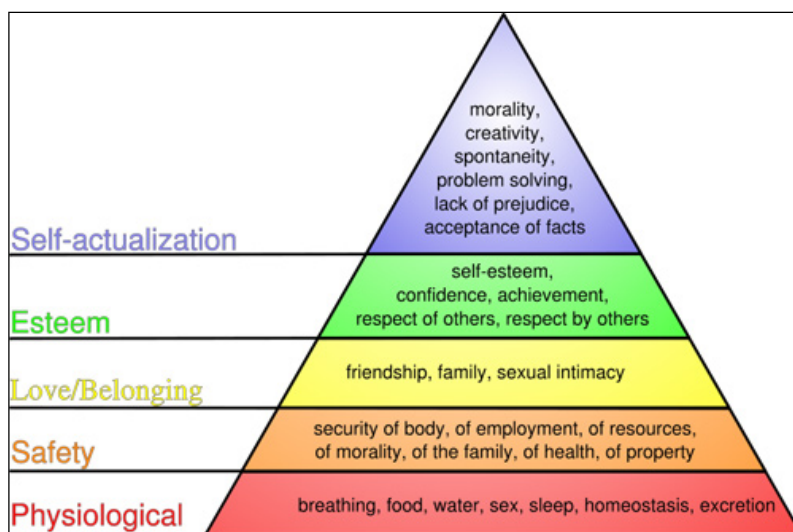 morality,
creativity,
spontaneity,
problem solving,
lack of prejudice,
acceptance of facts
Self-actualization
self-esteem,
confidence, achievement,
respect of others, respect by others
Esteem
friendship, family, sexual intimacy
Love/Belonging
security of body, of employment, of resources,
of morality, of the family, of health, of property
Safety
breathing, food, water, sex, sleep, homeostasis, excretion
Physiological